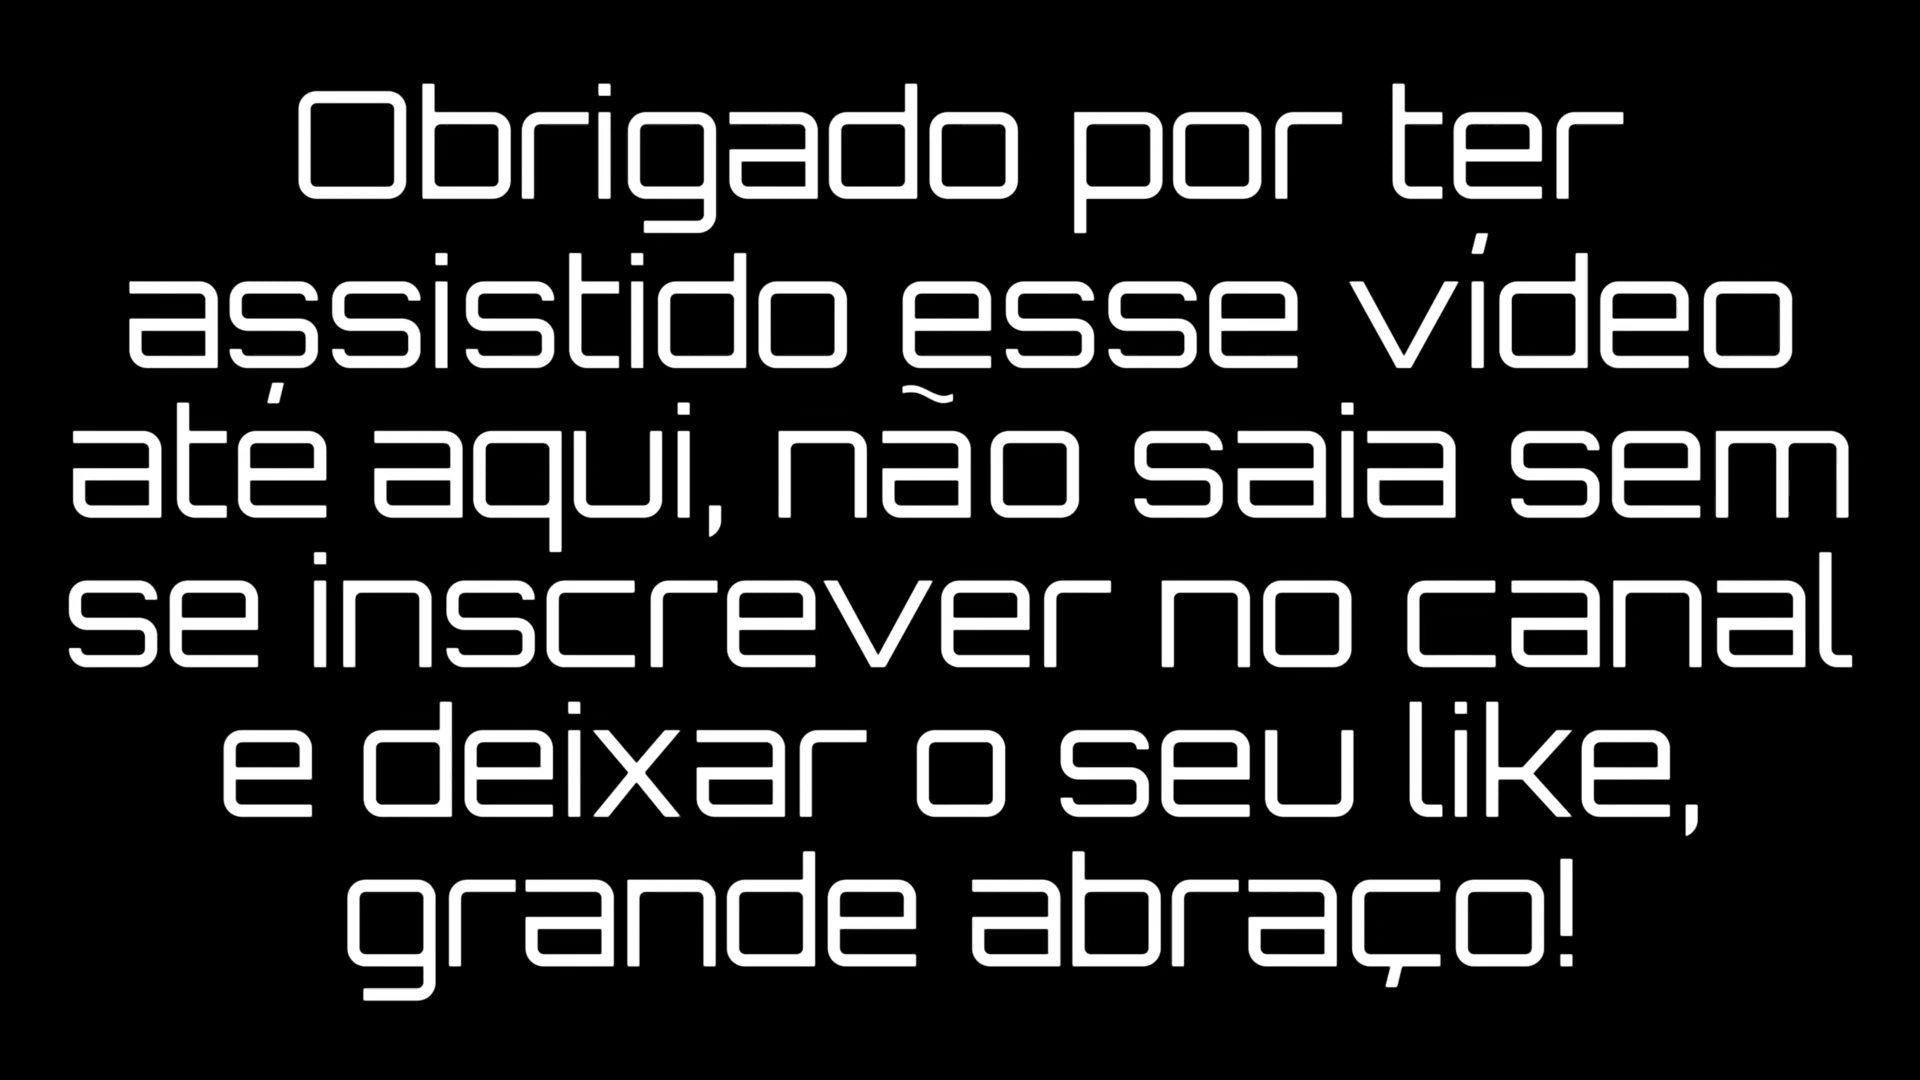 Obrigado por ter
assistido esse vídeo
até aqui, não saia sem
se inscrever no canal
e deixar o seu like,
grande abraço!